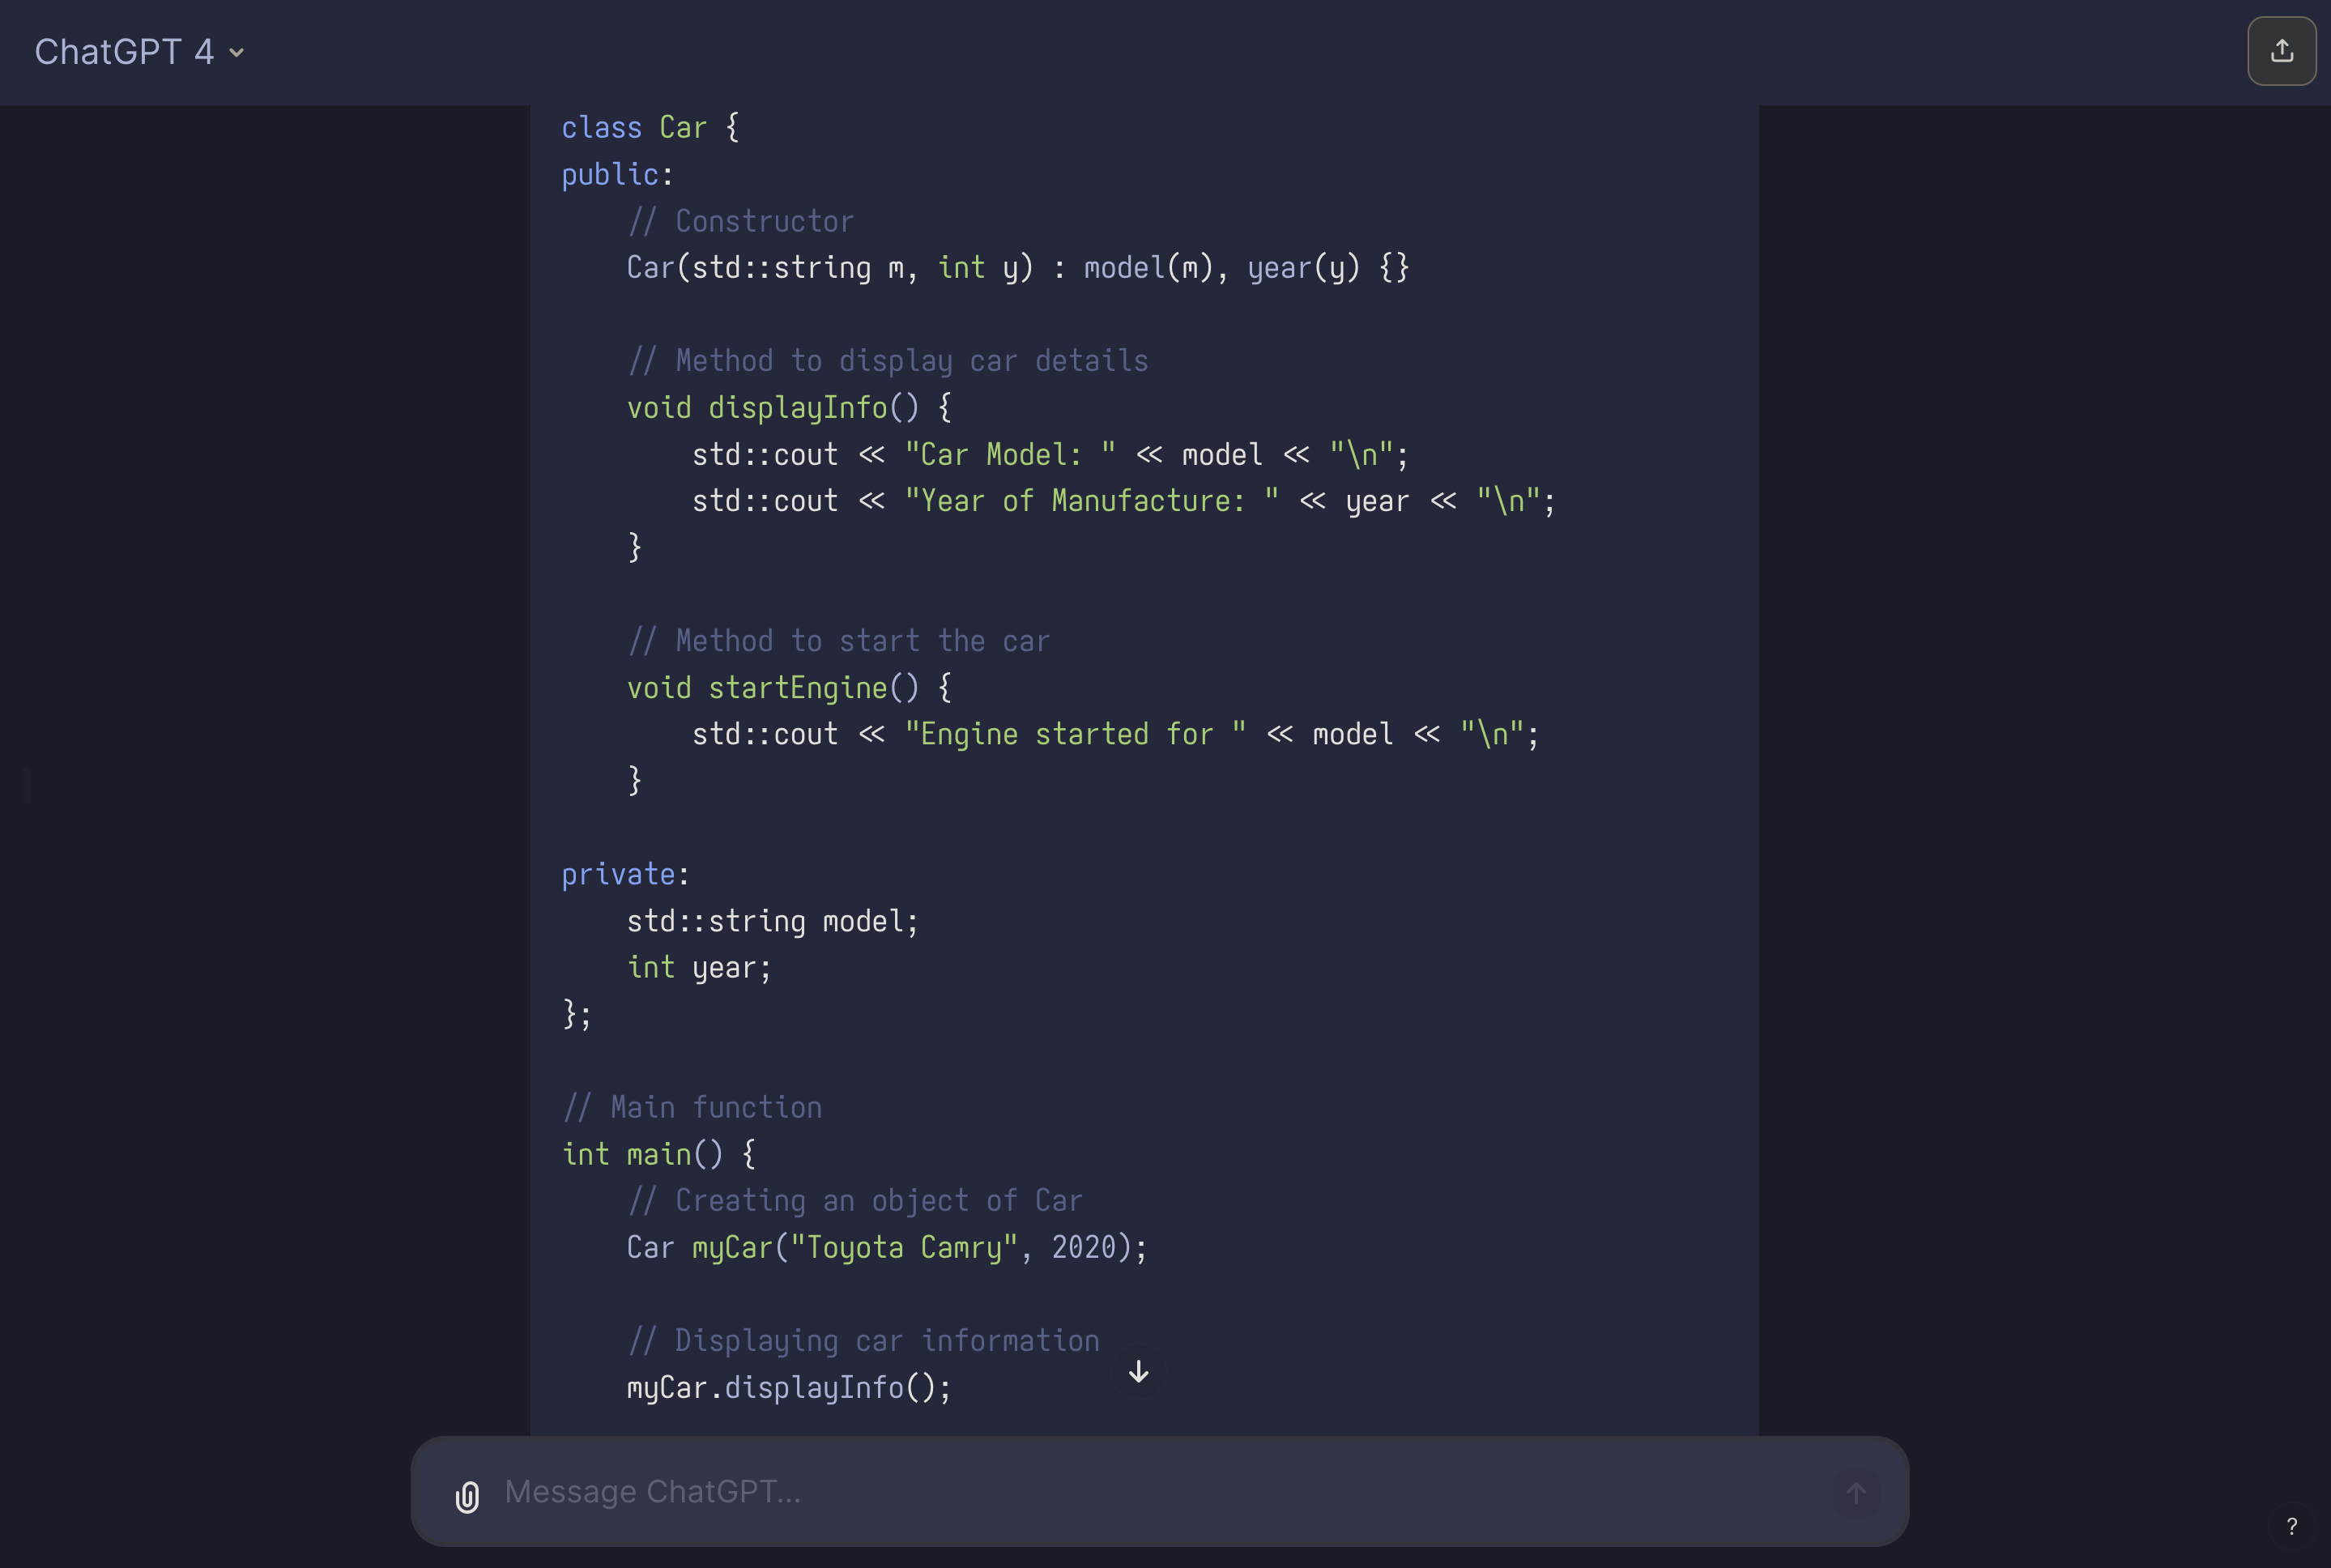 ChatGPT 4
class Car {
public:
    // Constructor
    Car(std::string m, int y) : model(m), year(y) {}

    // Method to display car details
    void displayInfo() {
        std::cout << "Car Model: " << model << "\n";
        std::cout << "Year of Manufacture: " << year << "\n";
    }

    // Method to start the car
    void startEngine() {
        std::cout << "Engine started for " << model << "\n";
    }

private:
    std::string model;
    int year;
};

// Main function
int main() {
    // Creating an object of Car
    Car myCar("Toyota Camry", 2020);

    // Displaying car information
    myCar.displayInfo();
Message ChatGPT...
?